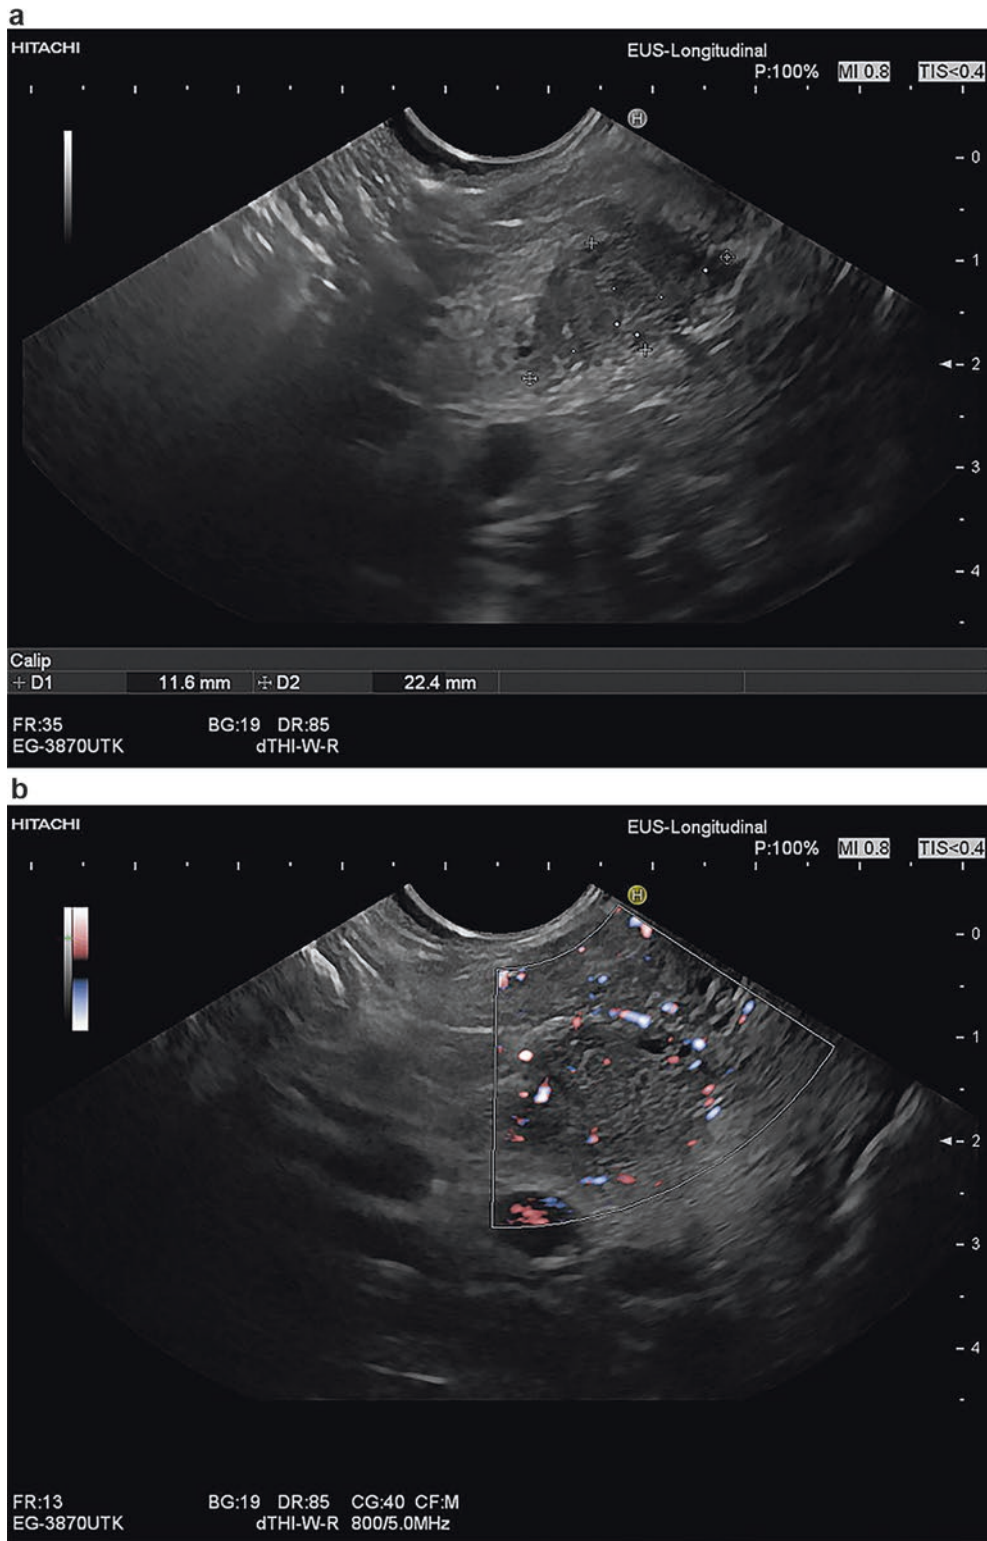 a
HITACHI
EUS-Longitudinal
P:100% MI 0.8 TIS<0.4
H
0
1
2
3
4
Calip
+ D1 11.6 mm D2 22.4 mm
FR:35 BG:19 DR:85
EG-3870UTK dTHI-W-R
b
HITACHI
EUS-Longitudinal
P:100% MI 0.8 TIS<0.4
H
0
1
2
3
4
FR:13 BG:19 DR:85 CG:40 CF:M
EG-3870UTK dTHI-W-R 800/5.0MHz